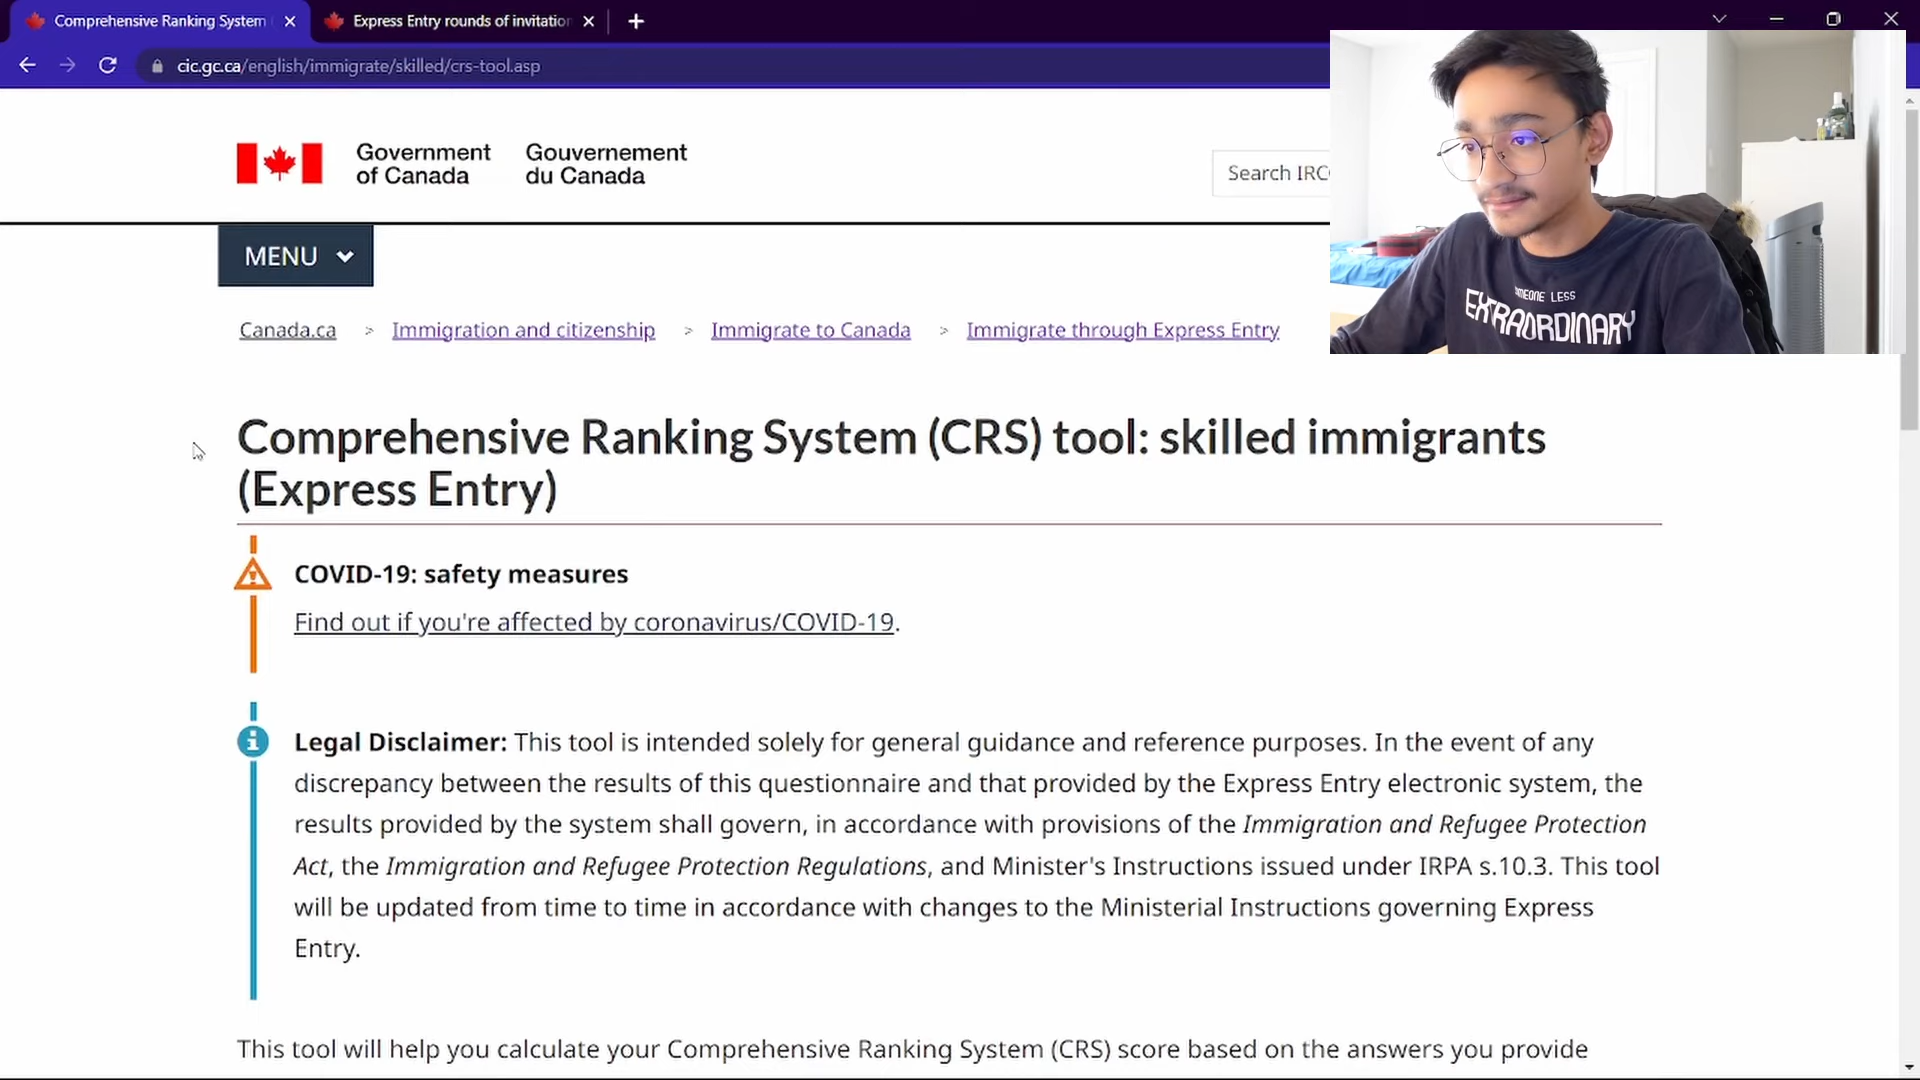 Comprehensive Ranking System
Express Entry rounds of invitation
cic.gc.ca/english/immigrate/skilled/crs-tool.asp
Government of Canada
Gouvernement du Canada
Search IRC
MENU
Canada.ca > Immigration and citizenship > Immigrate to Canada > Immigrate through Express Entry
SOMEONE LESS
EXTRAORDINARY
Comprehensive Ranking System (CRS) tool: skilled immigrants
(Express Entry)
COVID-19: safety measures
Find out if you're affected by coronavirus/COVID-19.
Legal Disclaimer: This tool is intended solely for general guidance and reference purposes. In the event of any
discrepancy between the results of this questionnaire and that provided by the Express Entry electronic system, the
results provided by the system shall govern, in accordance with provisions of the Immigration and Refugee Protection
Act, the Immigration and Refugee Protection Regulations, and Minister's Instructions issued under IRPA s.10.3. This tool
will be updated from time to time in accordance with changes to the Ministerial Instructions governing Express
Entry.
This tool will help you calculate your Comprehensive Ranking System (CRS) score based on the answers you provide